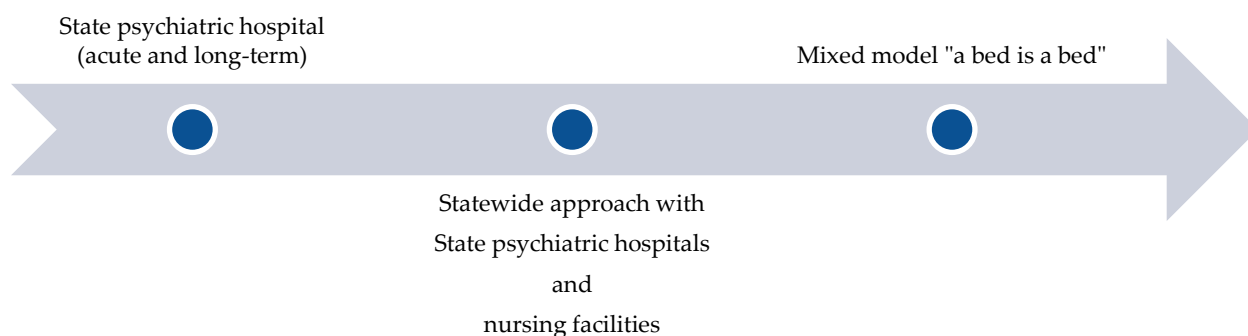 State psychiatric hospital
(acute and long-term)
Mixed model "a bed is a bed"
Statewide approach with
State psychiatric hospitals
and
nursing facilities